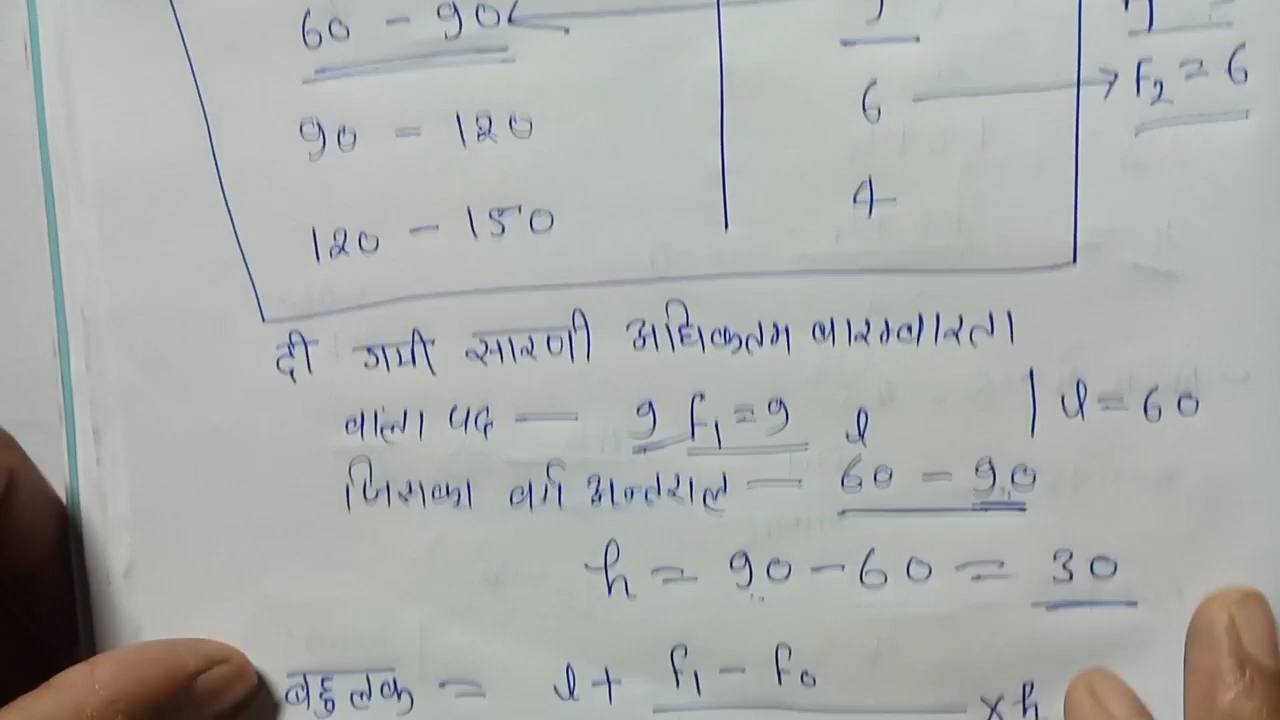 60 - 90
90 - 120 6 → F₂ = 6
120 - 150 4
दी गयी सारणी अधिकतम बारम्बारता
वाला पद — 9 f₁ = 9 l | l = 60
जिसका वर्ग अन्तराल — 60 - 90
h = 90 - 60 = 30
बहुलक = l + f₁ - f₀ × h